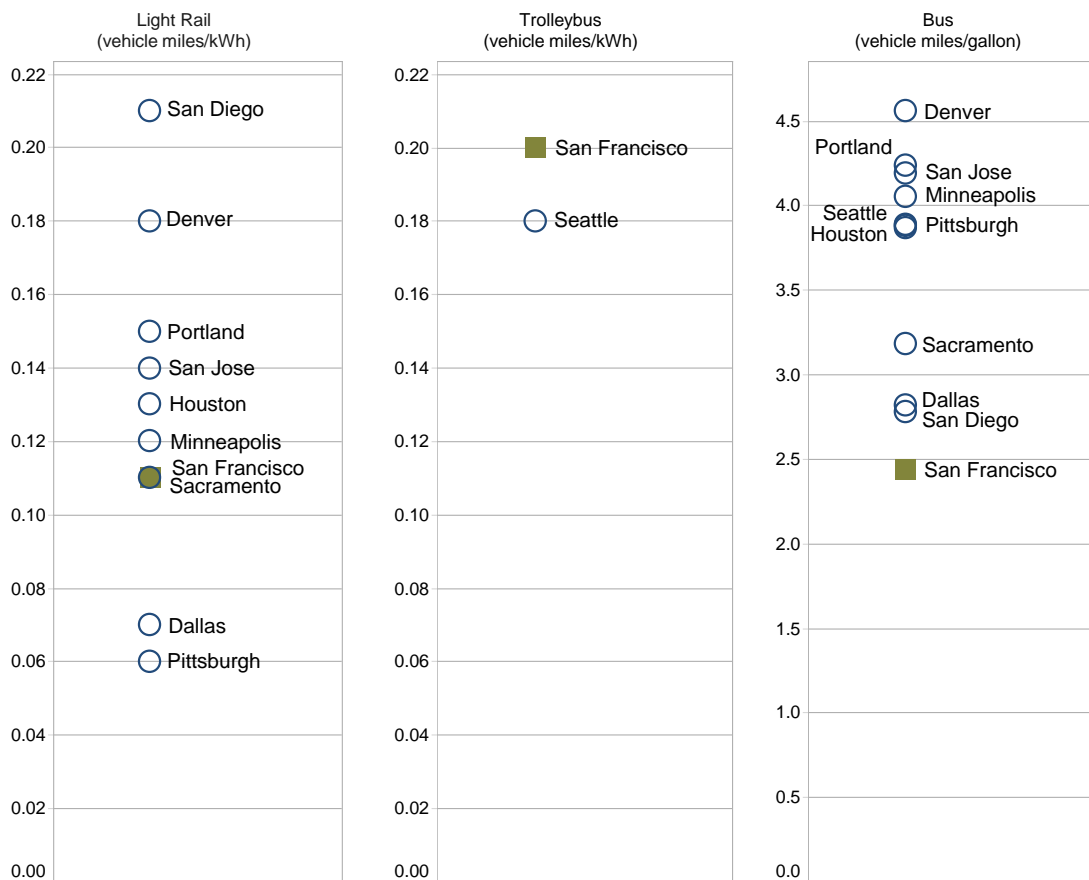 Light Rail
(vehicle miles/kWh)
0.22
0.20
0.18
0.16
0.14
0.12
0.10
0.08
0.06
0.04
0.02
0.00
San Diego
Denver
Portland
San Jose
Houston
Minneapolis
San Francisco
Sacramento
Dallas
Pittsburgh
Trolleybus
(vehicle miles/kWh)
0.22
0.20
0.18
0.16
0.14
0.12
0.10
0.08
0.06
0.04
0.02
0.00
San Francisco
Seattle
Bus
(vehicle miles/gallon)
4.5
4.0
3.5
3.0
2.5
2.0
1.5
1.0
0.5
0.0
Denver
Portland
San Jose
Minneapolis
Seattle
Houston
Pittsburgh
Sacramento
Dallas
San Diego
San Francisco